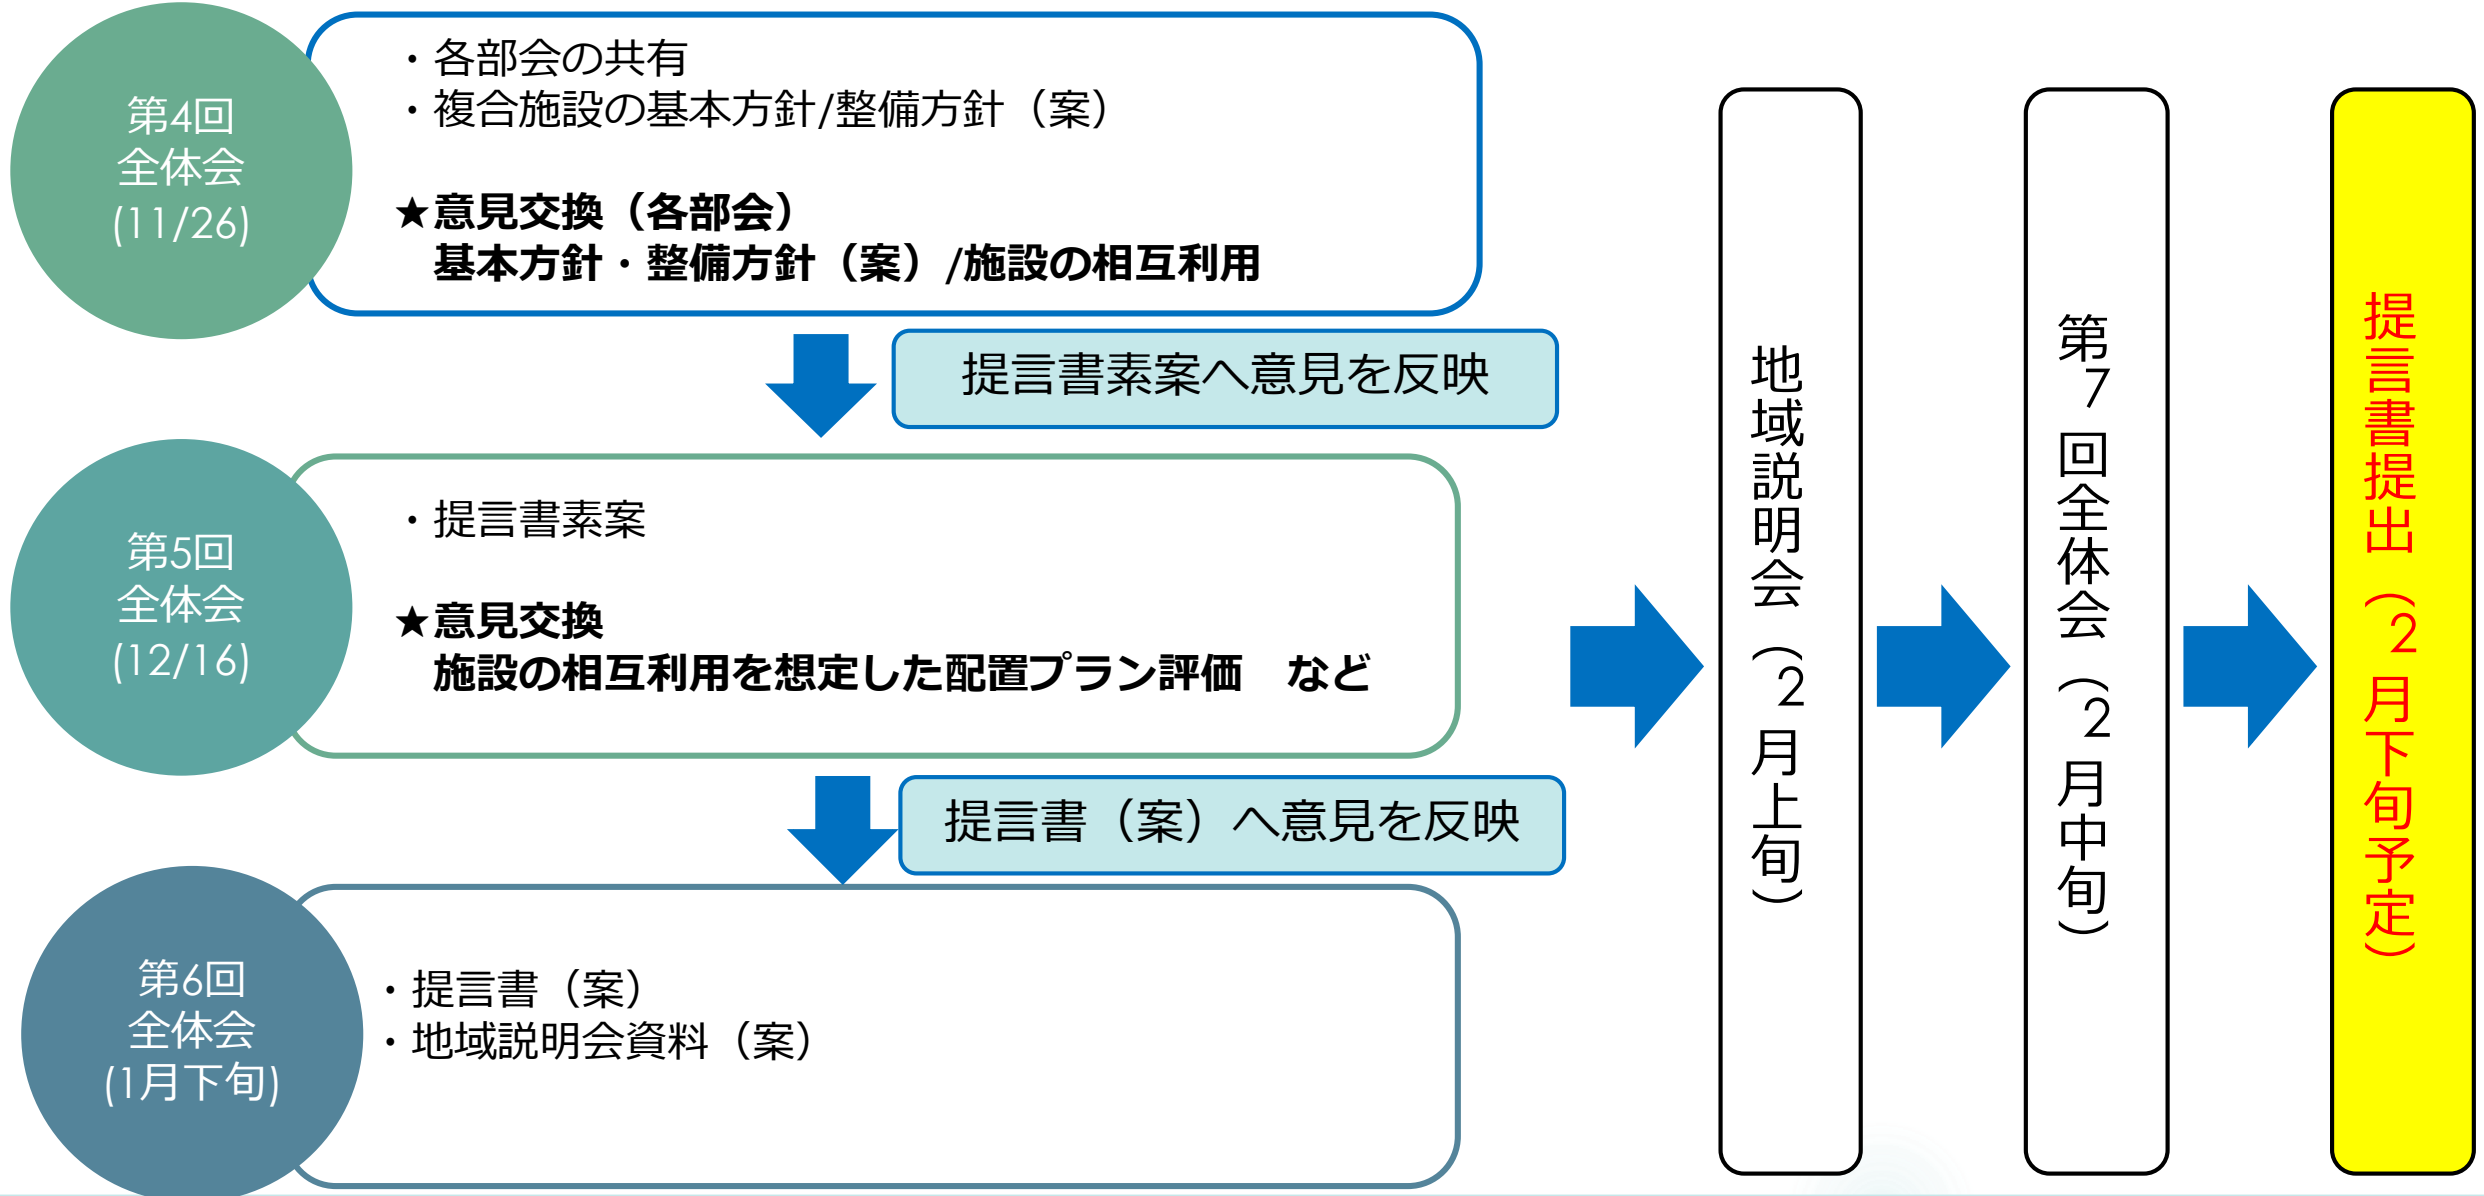 第4回
全体会
(11/26)
・各部会の共有
・複合施設の基本方針/整備方針（案）
★意見交換（各部会）
基本方針・整備方針（案）/施設の相互利用
提言書素案へ意見を反映
第5回
全体会
(12/16)
・提言書素案
★意見交換
施設の相互利用を想定した配置プラン評価　など
提言書（案）へ意見を反映
第6回
全体会
(1月下旬)
・提言書（案）
・地域説明会資料（案）
地域説明会（2月上旬）
第7回全体会（2月中旬）
提言書提出（2月下旬予定）